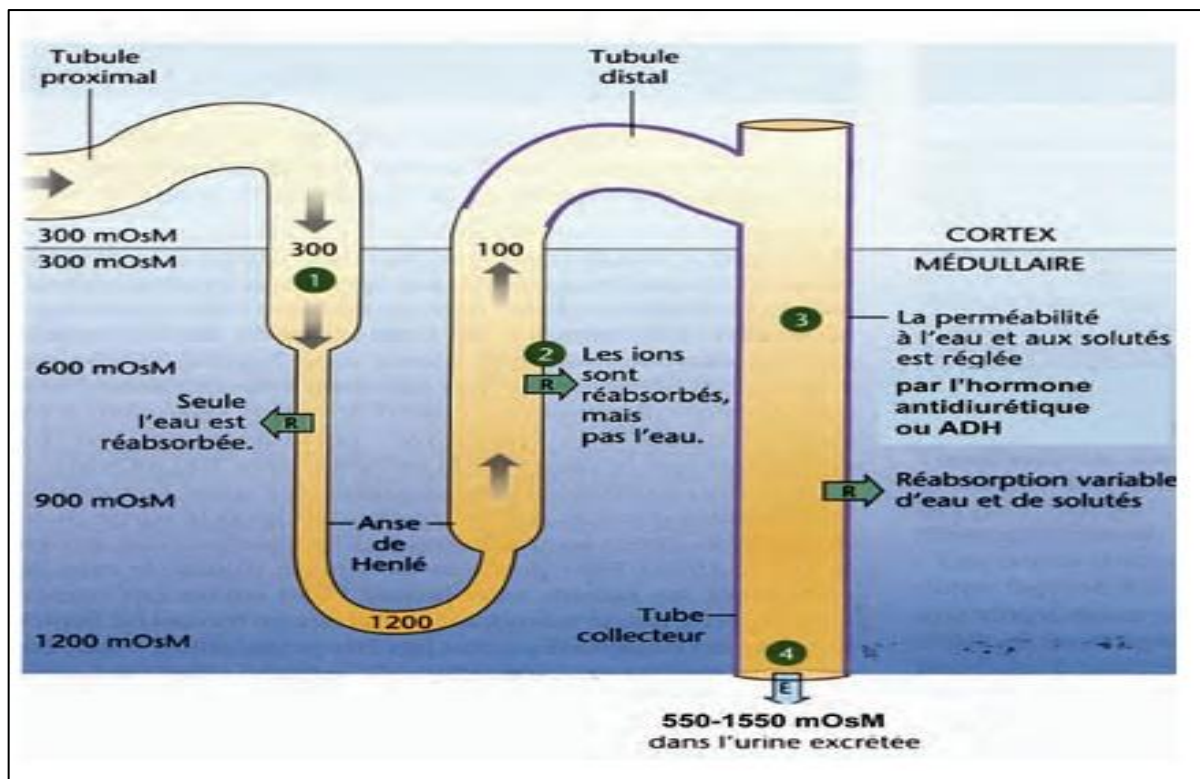 Tubule
proximal
Tubule
distal
300 mOsM
300 mOsM
300
1
100
CORTEX
MÉDULLAIRE
3
La perméabilité
à l'eau et aux solutés
est réglée
par l'hormone
antidiurétique
ou ADH
600 mOsM
2
R
Les ions
sont
réabsorbés,
mais
pas l'eau.
Seule
l'eau est
réabsorbée.
R
900 mOsM
R
Réabsorption variable
d'eau et de solutés
Anse
de
Henlé
1200
1200 mOsM
Tube
collecteur
4
E
550-1550 mOsM
dans l'urine excrétée